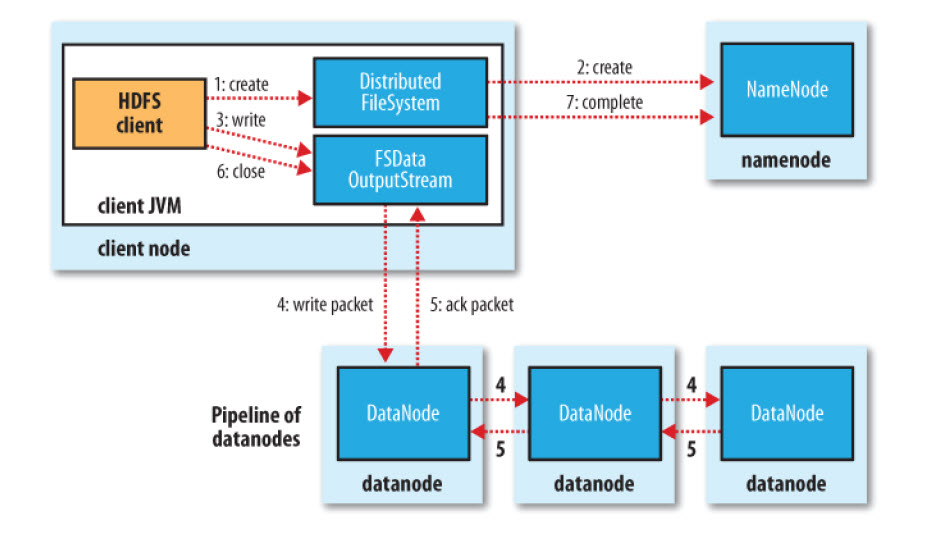 1: create
HDFS
client
3: write
6: close
Distributed
FileSystem
FSData
OutputStream
client JVM
client node
2: create
7: complete
NameNode
namenode
4: write packet
5: ack packet
Pipeline of
datanodes
DataNode
datanode
4
5
DataNode
datanode
4
5
DataNode
datanode